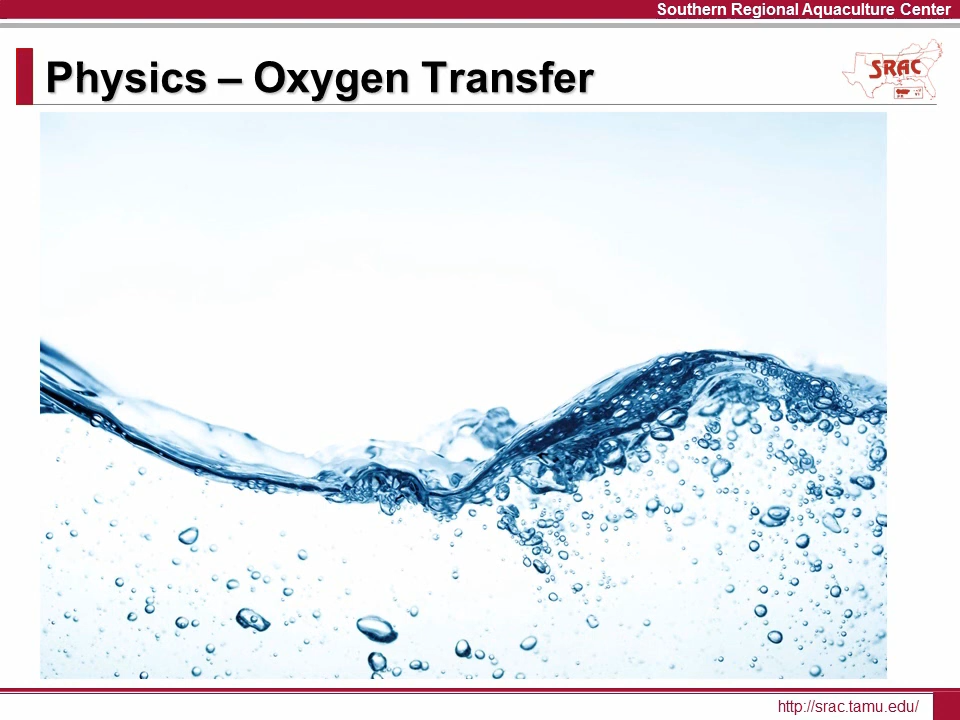 Southern Regional Aquaculture Center
Physics – Oxygen Transfer
SRAC
http://srac.tamu.edu/